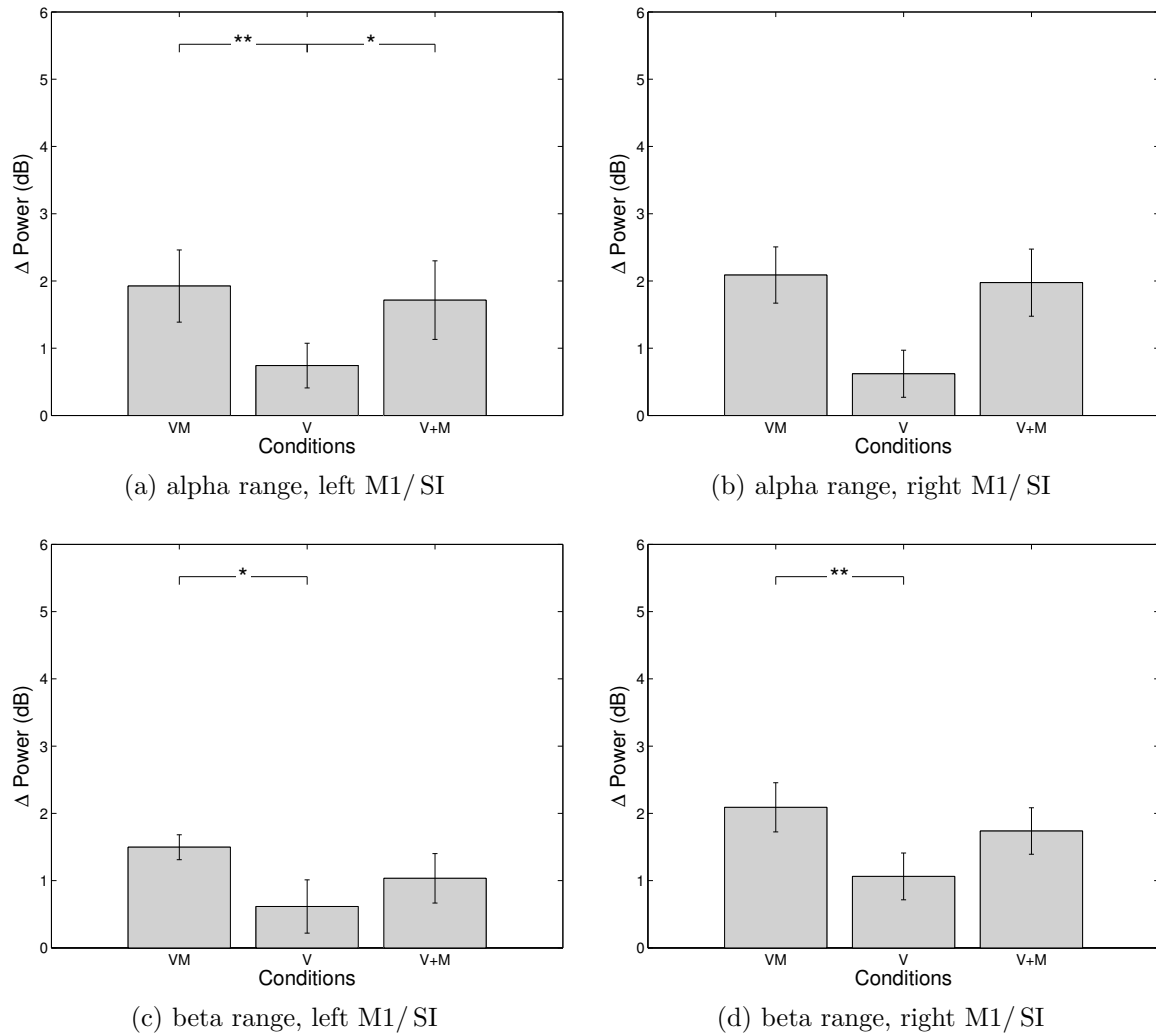 6
5
4
3
2
1
0
Δ Power (dB)
** *
VM V V+M
Conditions
(a) alpha range, left M1/ SI
6
5
4
3
2
1
0
Δ Power (dB)
VM V V+M
Conditions
(b) alpha range, right M1/ SI
6
5
4
3
2
1
0
Δ Power (dB)
*
VM V V+M
Conditions
(c) beta range, left M1/ SI
6
5
4
3
2
1
0
Δ Power (dB)
**
VM V V+M
Conditions
(d) beta range, right M1/ SI